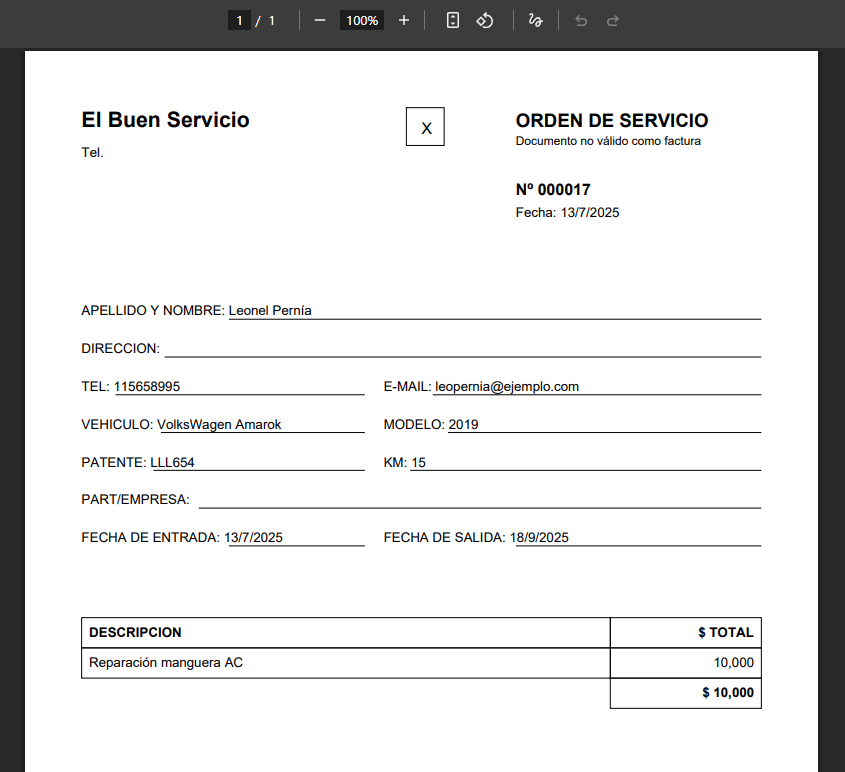 1 / 1 100%
El Buen Servicio
X
ORDEN DE SERVICIO
Tel.
Documento no válido como factura
Nº 000017
Fecha: 13/7/2025
APELLIDO Y NOMBRE: Leonel Pernía
DIRECCION:
TEL: 115658995 E-MAIL: leopernia@ejemplo.com
VEHICULO: VolksWagen Amarok MODELO: 2019
PATENTE: LLL654 KM: 15
PART/EMPRESA:
FECHA DE ENTRADA: 13/7/2025 FECHA DE SALIDA: 18/9/2025
DESCRIPCION $ TOTAL
Reparación manguera AC 10,000
$ 10,000